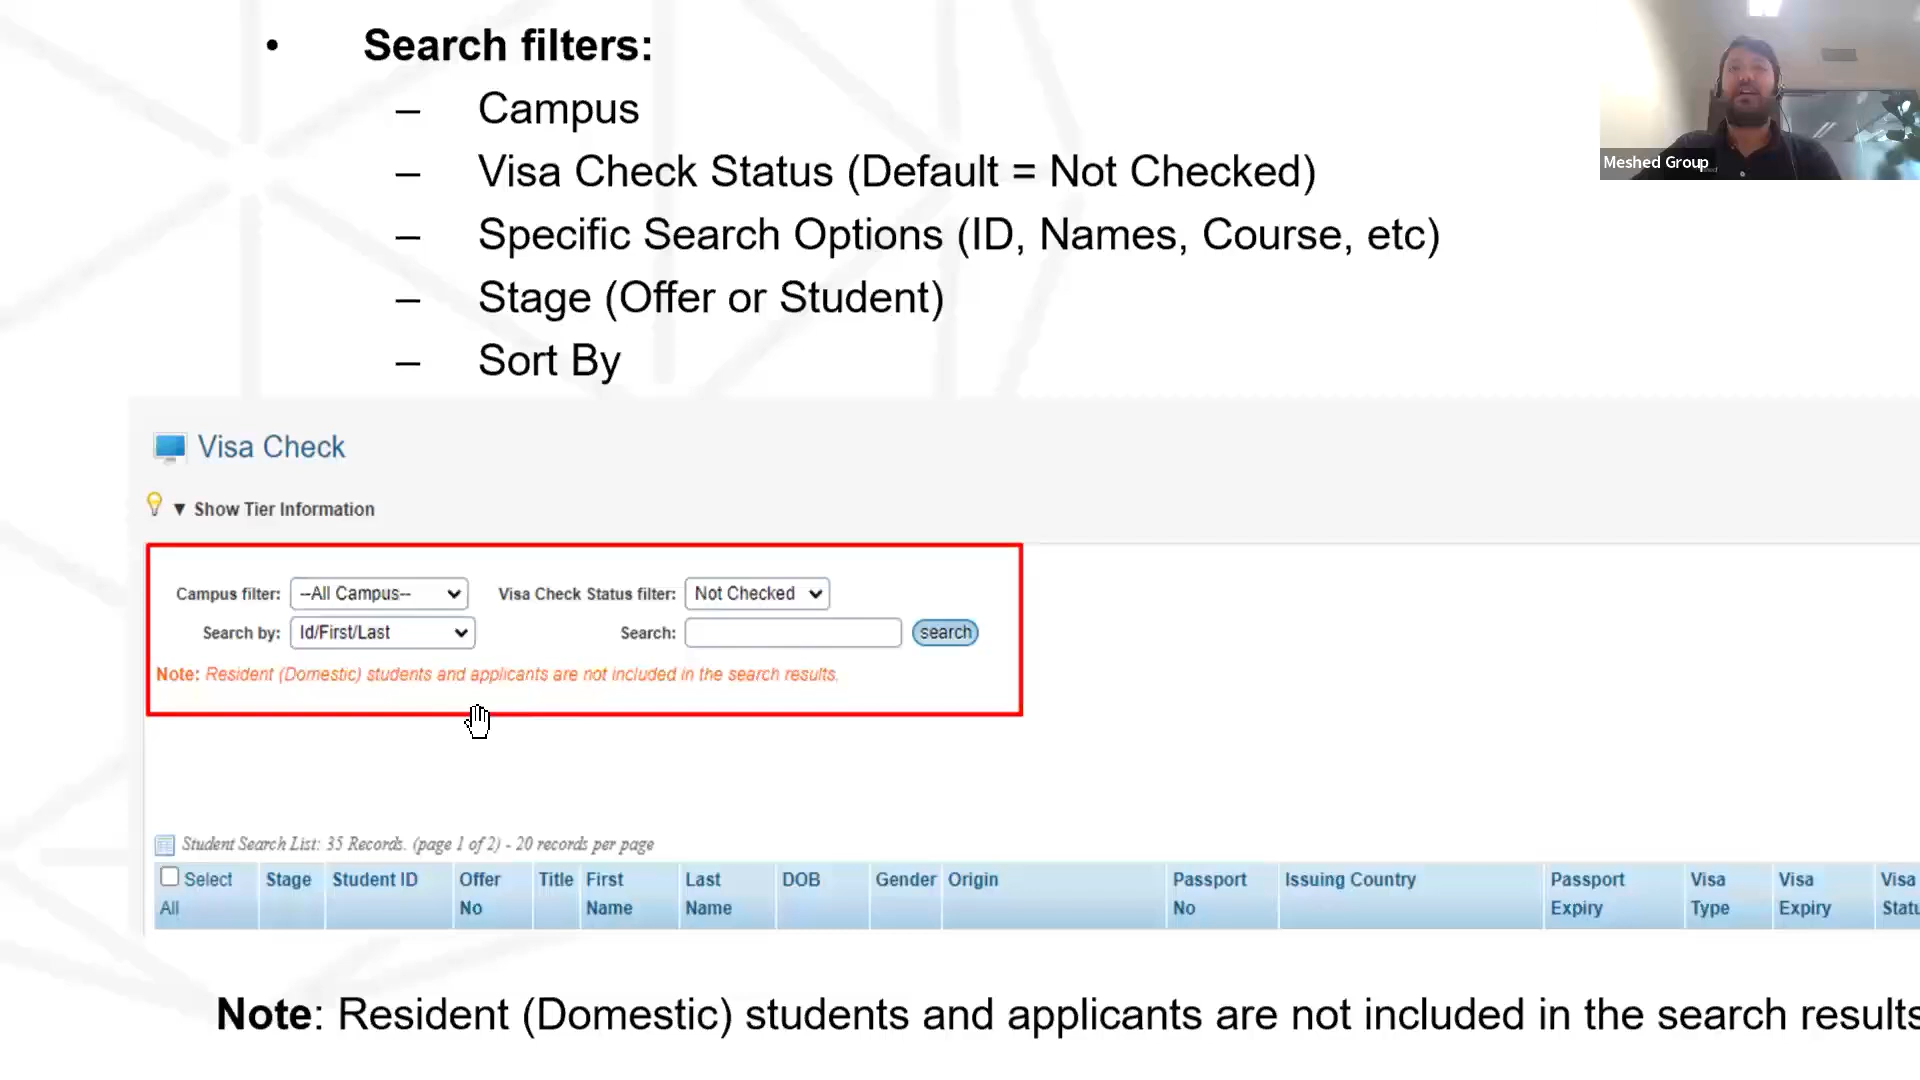 • Search filters:
– Campus
– Visa Check Status (Default = Not Checked)
– Specific Search Options (ID, Names, Course, etc)
– Stage (Offer or Student)
– Sort By
Meshed Group
Visa Check
▼ Show Tier Information
Campus filter: --All Campus-- Visa Check Status filter: Not Checked
Search by: Id/First/Last Search: search
Note: Resident (Domestic) students and applicants are not included in the search results.
Student Search List: 35 Records. (page 1 of 2) - 20 records per page
Select Stage Student ID Offer Title First Last DOB Gender Origin Passport Issuing Country Passport Visa Visa Visa
All No Name Name No Expiry Type Expiry Statu
Note: Resident (Domestic) students and applicants are not included in the search results